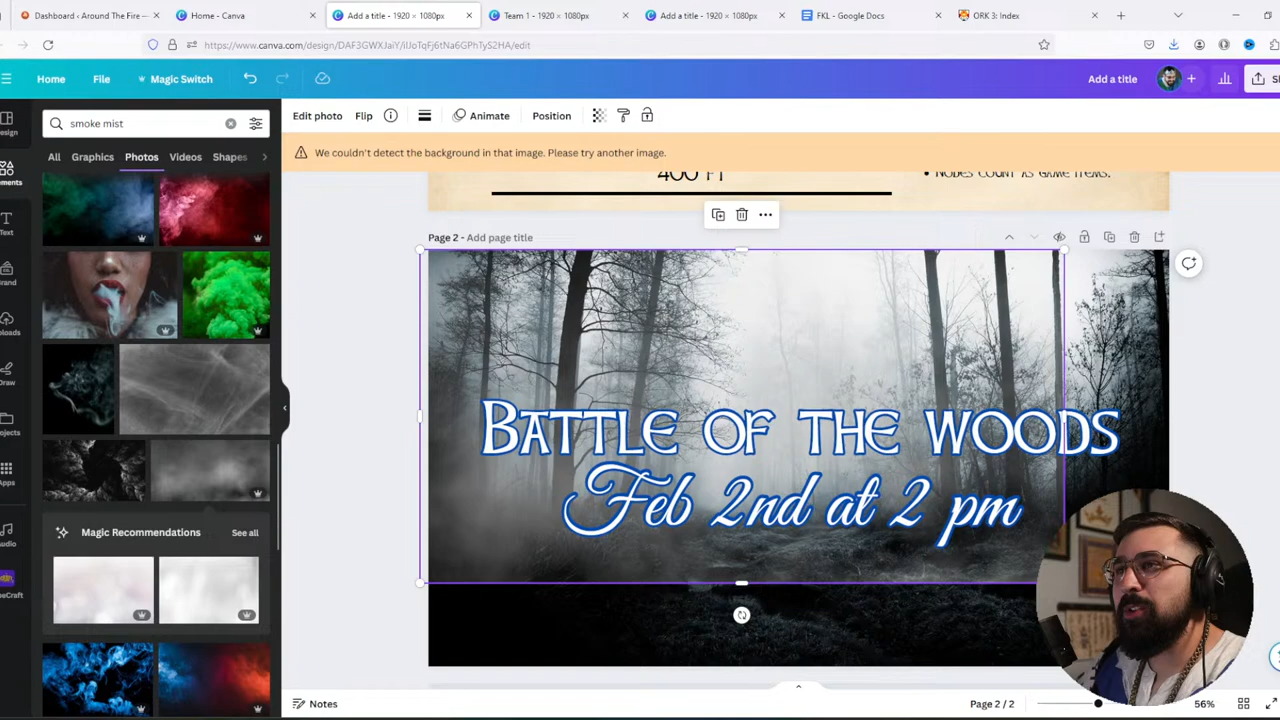 Dashboard ‹ Around The Fire —
Home - Canva
Add a title - 1920 × 1080px
Team 1 - 1920 × 1080px
Add a title - 1920 × 1080px
FKL - Google Docs
ORK 3: Index
https://www.canva.com/design/DAF3GWXJaiY/iIJoTqFj6tNa6GPhTyS2HA/edit
Home
File
Magic Switch
Add a title
Edit photo
Flip
Animate
Position
smoke mist
All
Graphics
Photos
Videos
Shapes
We couldn't detect the background in that image. Please try another image.
400 FT
• Nodes count as game items.
Page 2 - Add page title
Battle of the woods
Feb 2nd at 2 pm
Magic Recommendations
See all
Notes
Page 2 / 2
56%